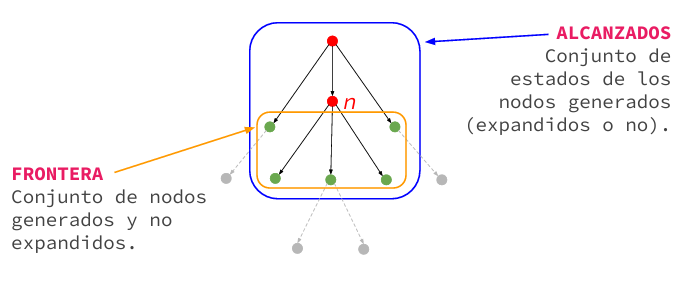 ALCANZADOS
Conjunto de
estados de los
nodos generados
(expandidos o no).
n
FRONTERA
Conjunto de nodos
generados y no
expandidos.